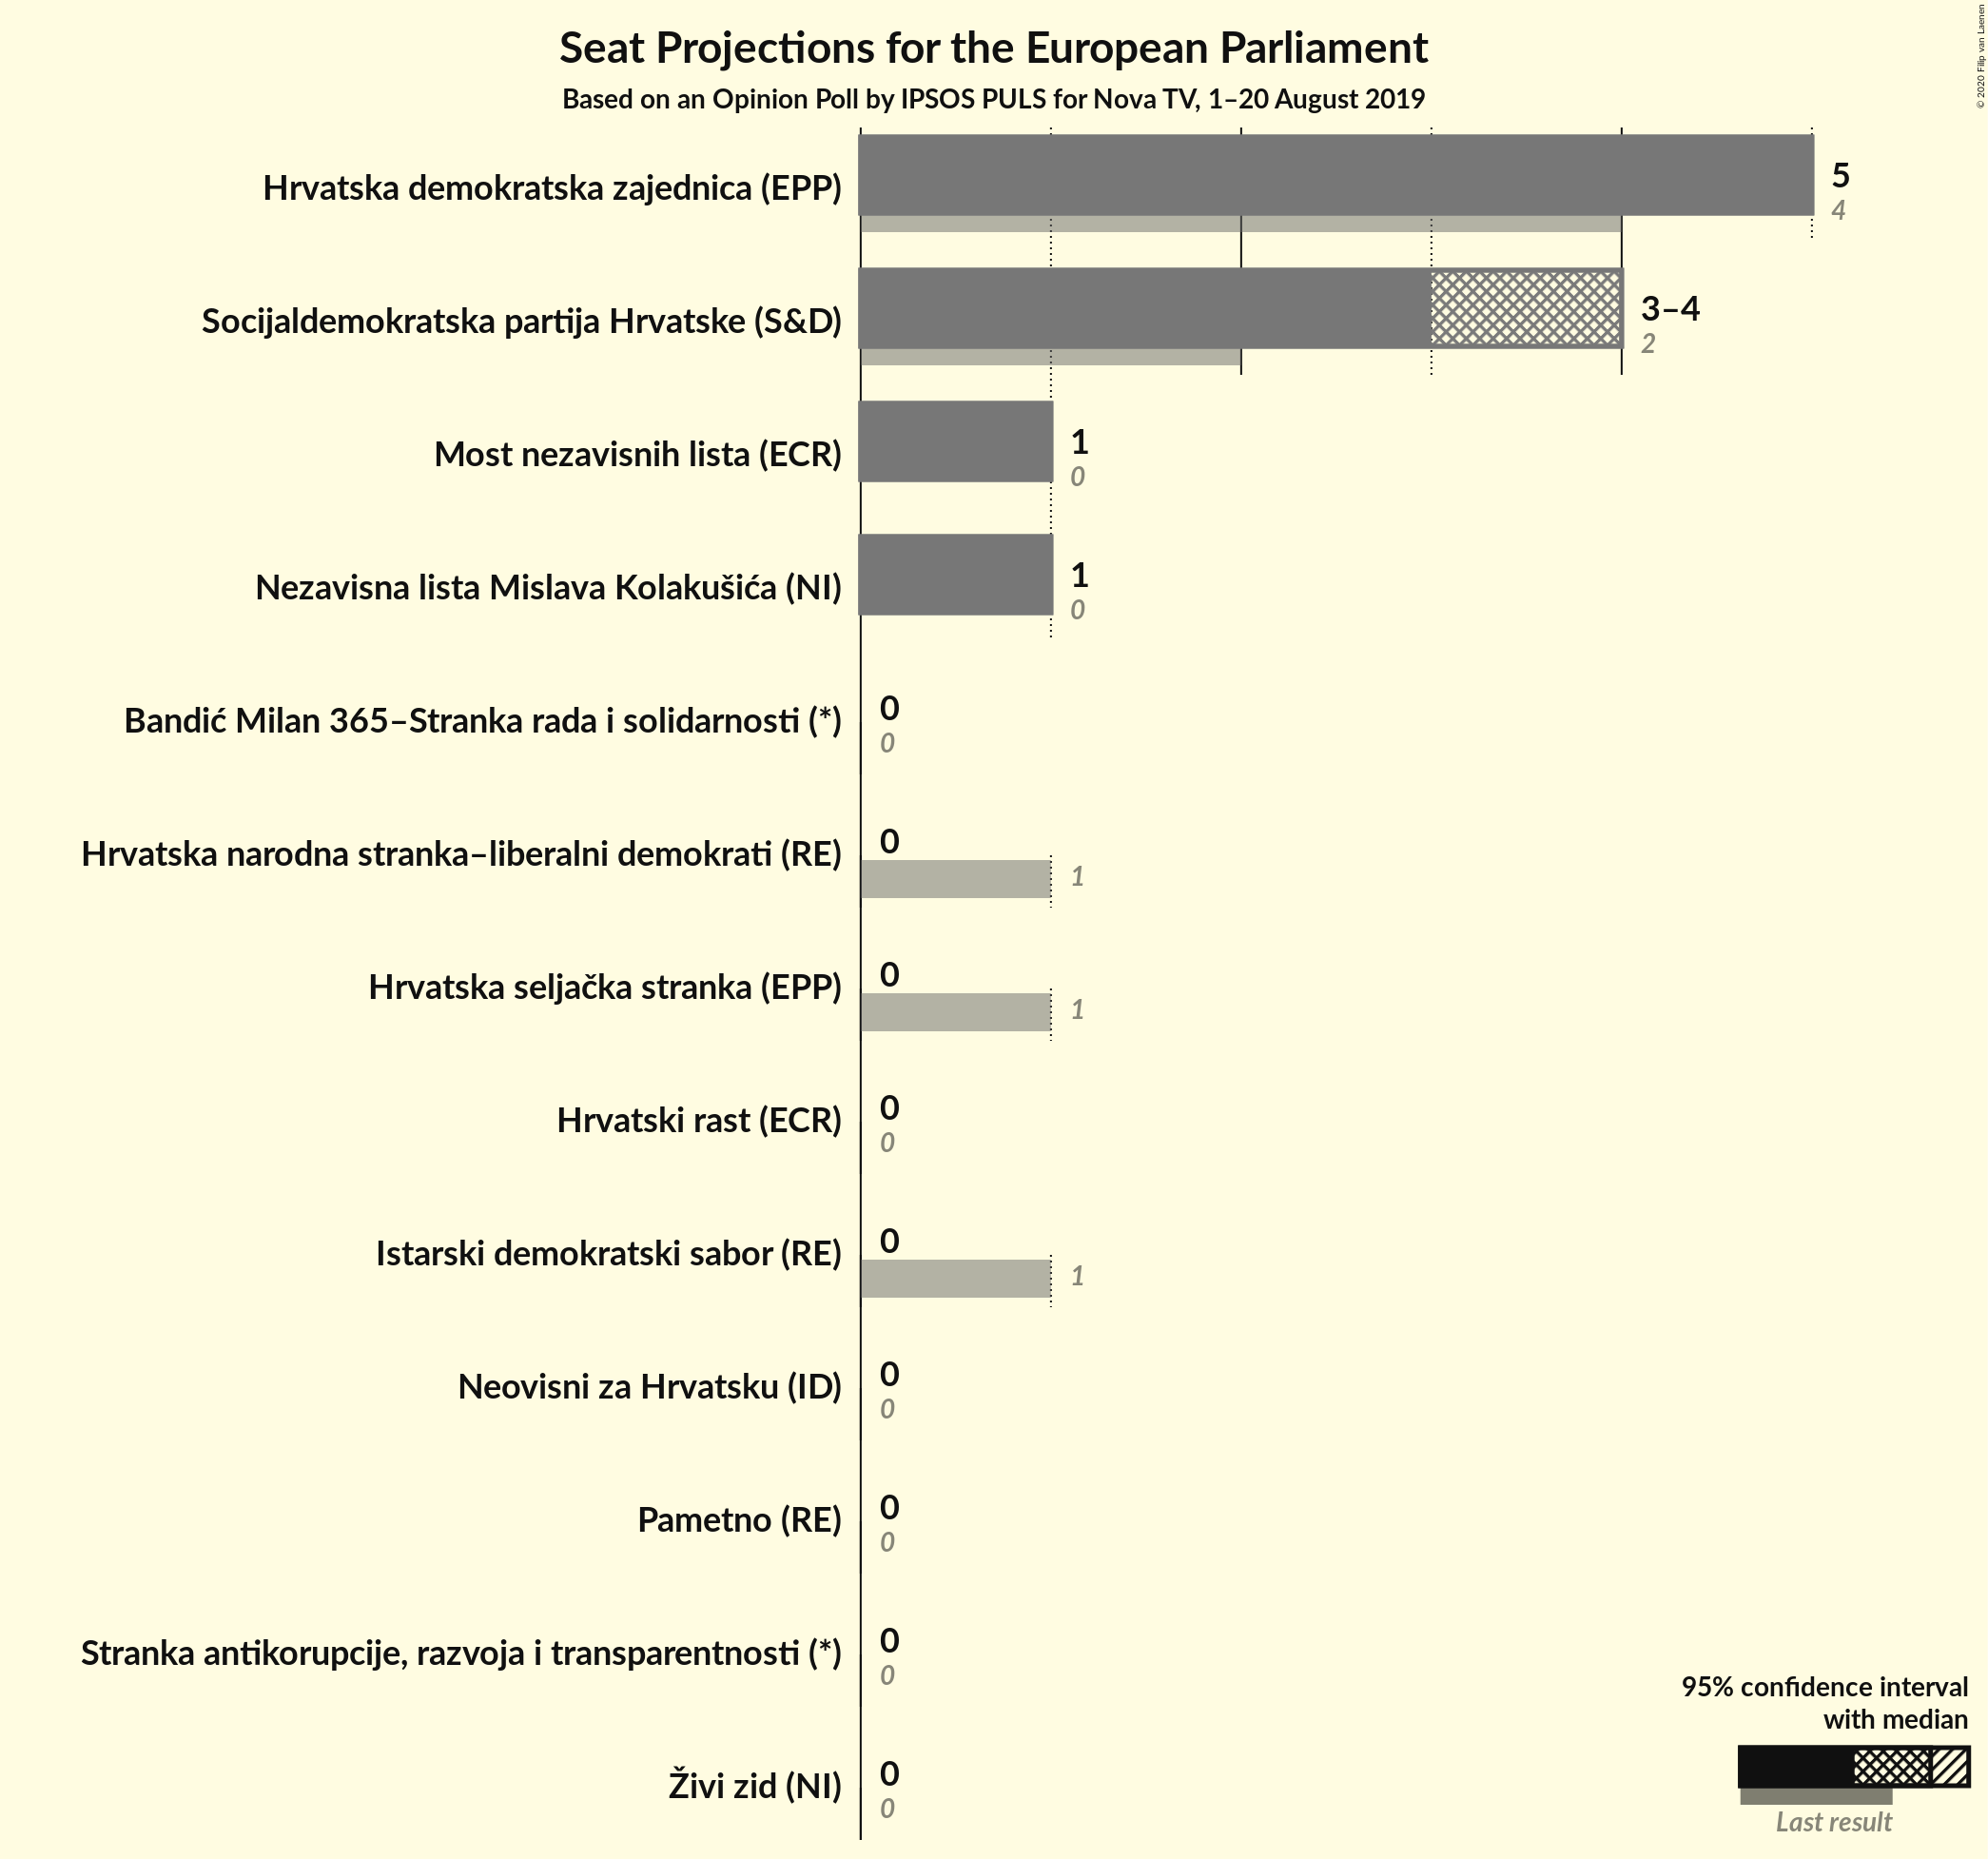 Seat Projections for the European Parliament
Based on an Opinion Poll by IPSOS PULS for Nova TV, 1–20 August 2019
© 2020 Filip van Laenen
Hrvatska demokratska zajednica (EPP)
5
4
Socijaldemokratska partija Hrvatske (S&D)
3–4
2
Most nezavisnih lista (ECR)
1
0
Nezavisna lista Mislava Kolakušića (NI)
1
0
Bandić Milan 365–Stranka rada i solidarnosti (*)
0
0
Hrvatska narodna stranka–liberalni demokrati (RE)
0
1
Hrvatska seljačka stranka (EPP)
0
1
Hrvatski rast (ECR)
0
0
Istarski demokratski sabor (RE)
0
1
Neovisni za Hrvatsku (ID)
0
0
Pametno (RE)
0
0
Stranka antikorupcije, razvoja i transparentnosti (*)
0
0
Živi zid (NI)
0
0
95% confidence interval
with median
Last result